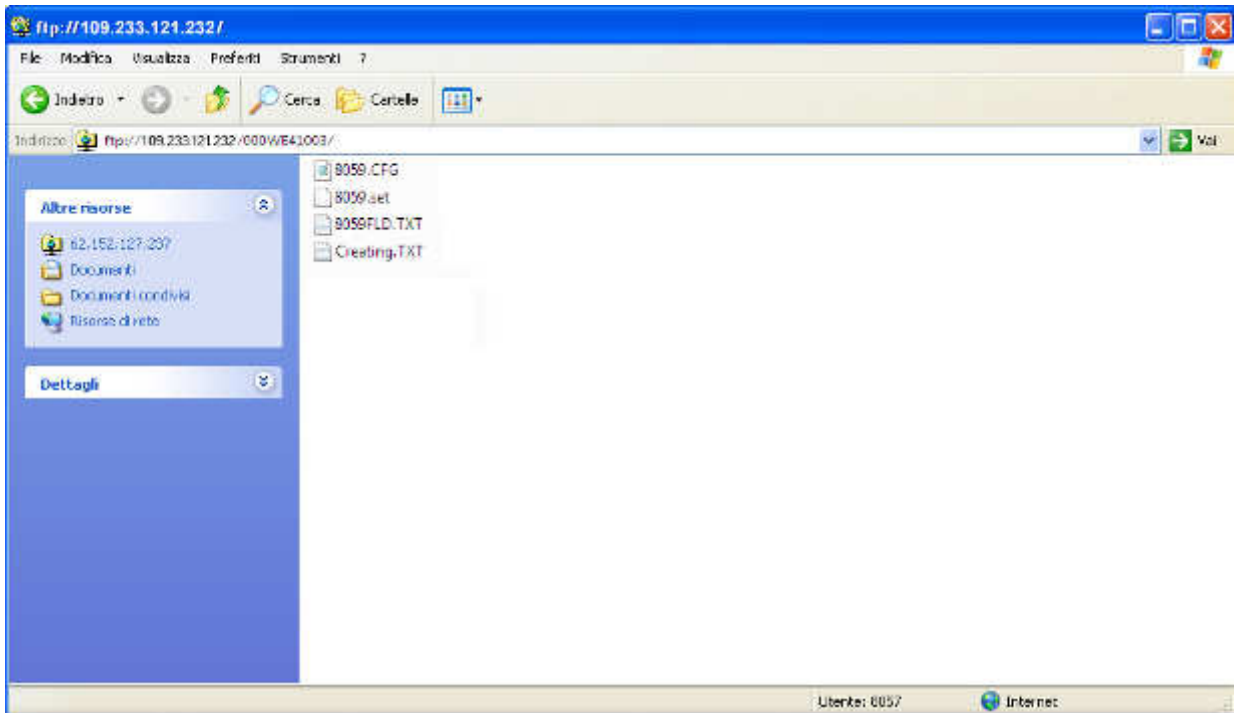 ftp://109.233.121.232/
File Modifica Visualizza Preferiti Strumenti ?
Indietro Cerca Cartelle
Indirizzo ftp://109.233.121.232/000WE41003/ Vai
8059.CFG
8059.set
8059FLD.TXT
Creating.TXT
Altre risorse
62.152.127.237
Documenti
Documenti condivisi
Risorse di rete
Dettagli
Utente: 8057 Internet